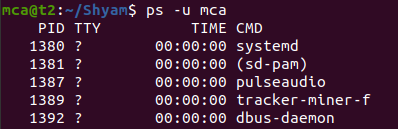 mca@t2:~/Shyam$ ps -u mca
    PID TTY          TIME CMD
   1380 ?        00:00:00 systemd
   1381 ?        00:00:00 (sd-pam)
   1387 ?        00:00:00 pulseaudio
   1389 ?        00:00:00 tracker-miner-f
   1392 ?        00:00:00 dbus-daemon